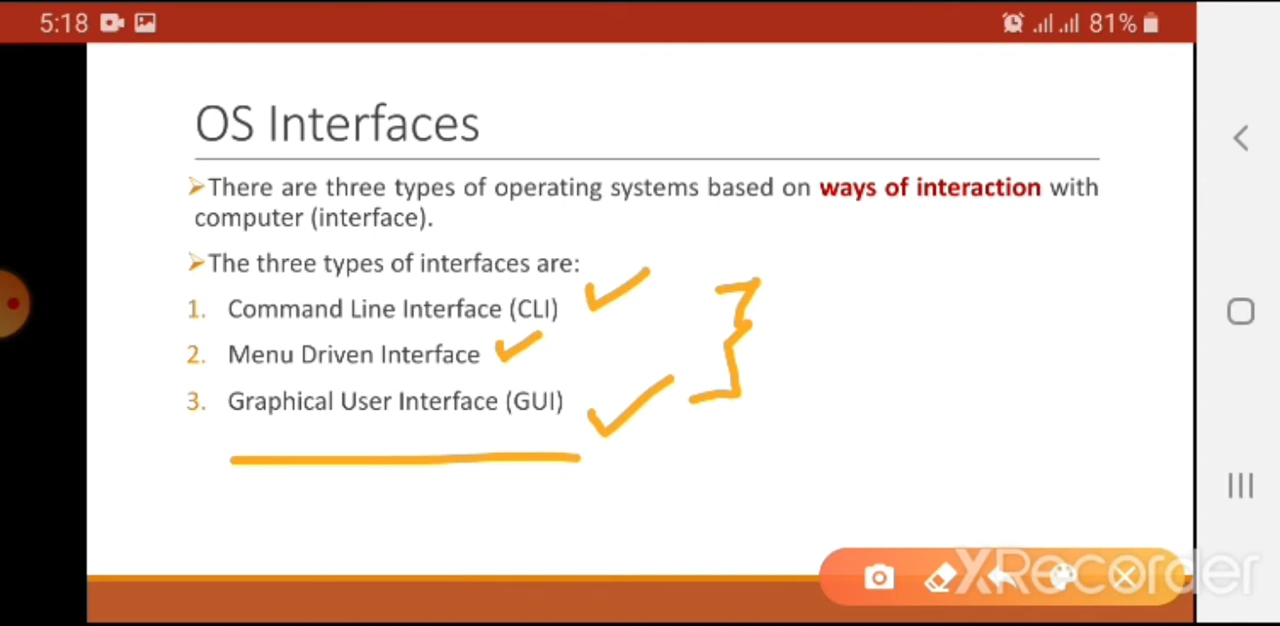 5:18 81%
OS Interfaces
➢There are three types of operating systems based on ways of interaction with
computer (interface).
➢The three types of interfaces are:
1. Command Line Interface (CLI)
2. Menu Driven Interface
3. Graphical User Interface (GUI)
XRecorder